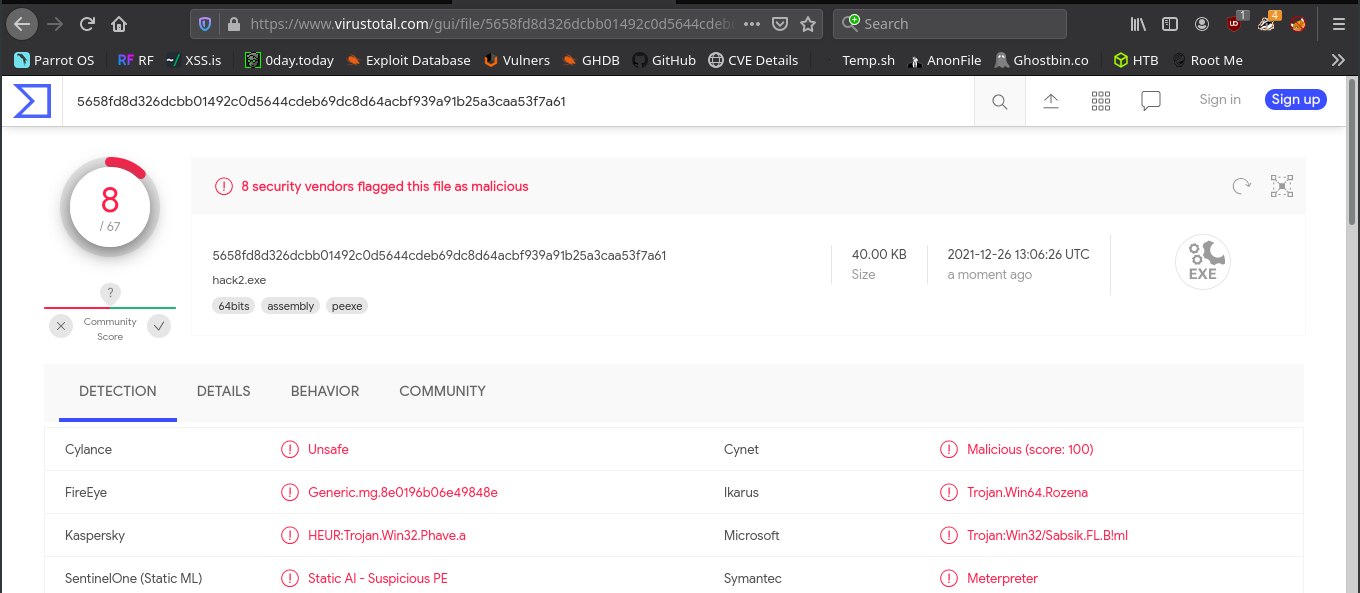 https://www.virustotal.com/gui/file/5658fd8d326dcbb01492c0d5644cdeb
Search
1
4
Parrot OS RF RF XSS.is 0day.today Exploit Database Vulners GHDB GitHub CVE Details Temp.sh AnonFile Ghostbin.co HTB Root Me
5658fd8d326dcbb01492c0d5644cdeb69dc8d64acbf939a91b25a3caa53f7a61
Sign in Sign up
8
/ 67
8 security vendors flagged this file as malicious
5658fd8d326dcbb01492c0d5644cdeb69dc8d64acbf939a91b25a3caa53f7a61
hack2.exe
64bits assembly peexe
40.00 KB
Size
2021-12-26 13:06:26 UTC
a moment ago
EXE
?
Community
Score
DETECTION DETAILS BEHAVIOR COMMUNITY
Cylance Unsafe Cynet Malicious (score: 100)
FireEye Generic.mg.8e0196b06e49848e Ikarus Trojan.Win64.Rozena
Kaspersky HEUR:Trojan.Win32.Phave.a Microsoft Trojan:Win32/Sabsik.FL.B!ml
SentinelOne (Static ML) Static AI - Suspicious PE Symantec Meterpreter